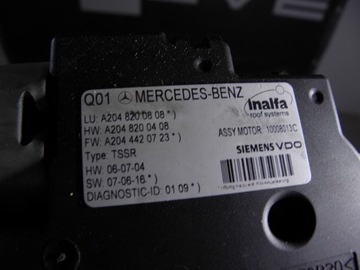 Q01 MERCEDES-BENZ
inalfa
roof systems
LU: A204 820 08 08 *)
HW: A204 820 04 08
ASSY MOTOR: 10008013C
FW: A204 442 07 23 *)
Type: TSSR
SIEMENS VDO
HW: 06-07-04
SW: 07-06-16 *)
DIAGNOSTIC-ID: 01 09 *)